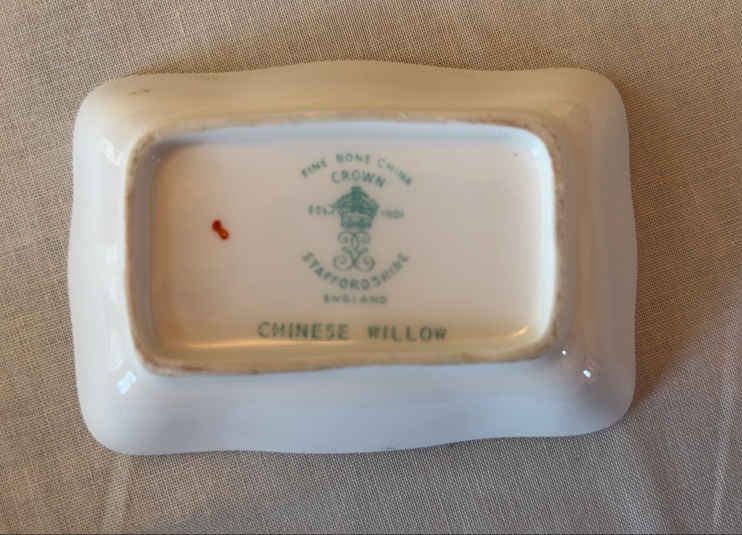 FINE BONE CHINA
CROWN
ESTD 1801
STAFFORDSHIRE
ENGLAND
CHINESE WILLOW